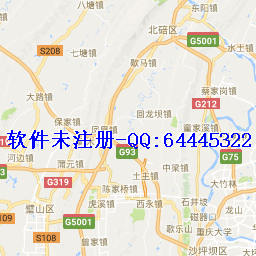 东阳镇
七塘镇
北碚区
G5001
水土镇
S208
八塘镇
歇马镇
蔡家岗镇
大路镇
G212
回龙坝镇
保家镇
童家溪镇
软件未注册-QQ:64445322
河边镇
G93
G75
蒲元镇
中梁镇
土主镇
G319
大竹林
陈家桥镇
石井坡
璧山区
虎溪镇
西永镇
磁器口
G5001
歌乐山
重庆大学
S108
曾家镇
沙坪坝区